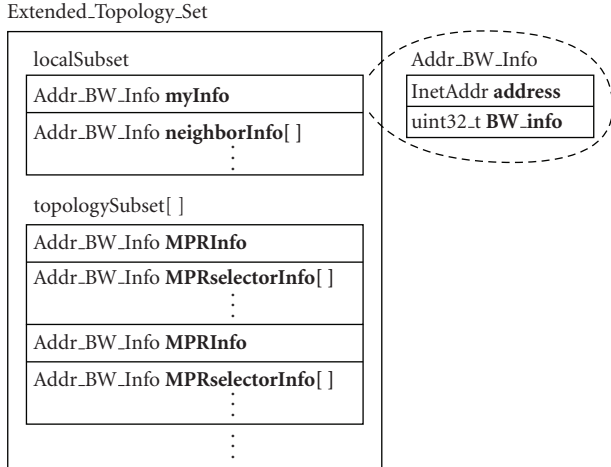 Extended_Topology_Set
localSubset
Addr_BW_Info myInfo
Addr_BW_Info neighborInfo[ ]
topologySubset[ ]
Addr_BW_Info MPRInfo
Addr_BW_Info MPRselectorInfo[ ]
Addr_BW_Info MPRInfo
Addr_BW_Info MPRselectorInfo[ ]
Addr_BW_Info
InetAddr address
uint32_t BW_info